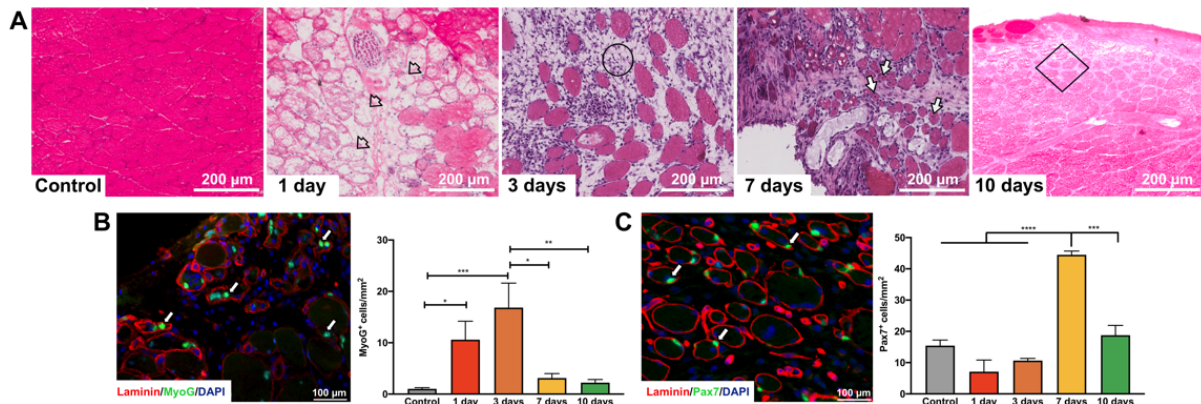 A
Control
200 µm
1 day
200 µm
3 days
200 µm
7 days
200 µm
10 days
200 µm
B
Laminin/MyoG/DAPI
100 µm
MyoG⁺ cells/mm²
30
20
10
0
*
***
*
**
Control
1 day
3 days
7 days
10 days
C
Laminin/Pax7/DAPI
100 µm
Pax7⁺ cells/mm²
50
40
30
20
10
0
****
***
Control
1 day
3 days
7 days
10 days